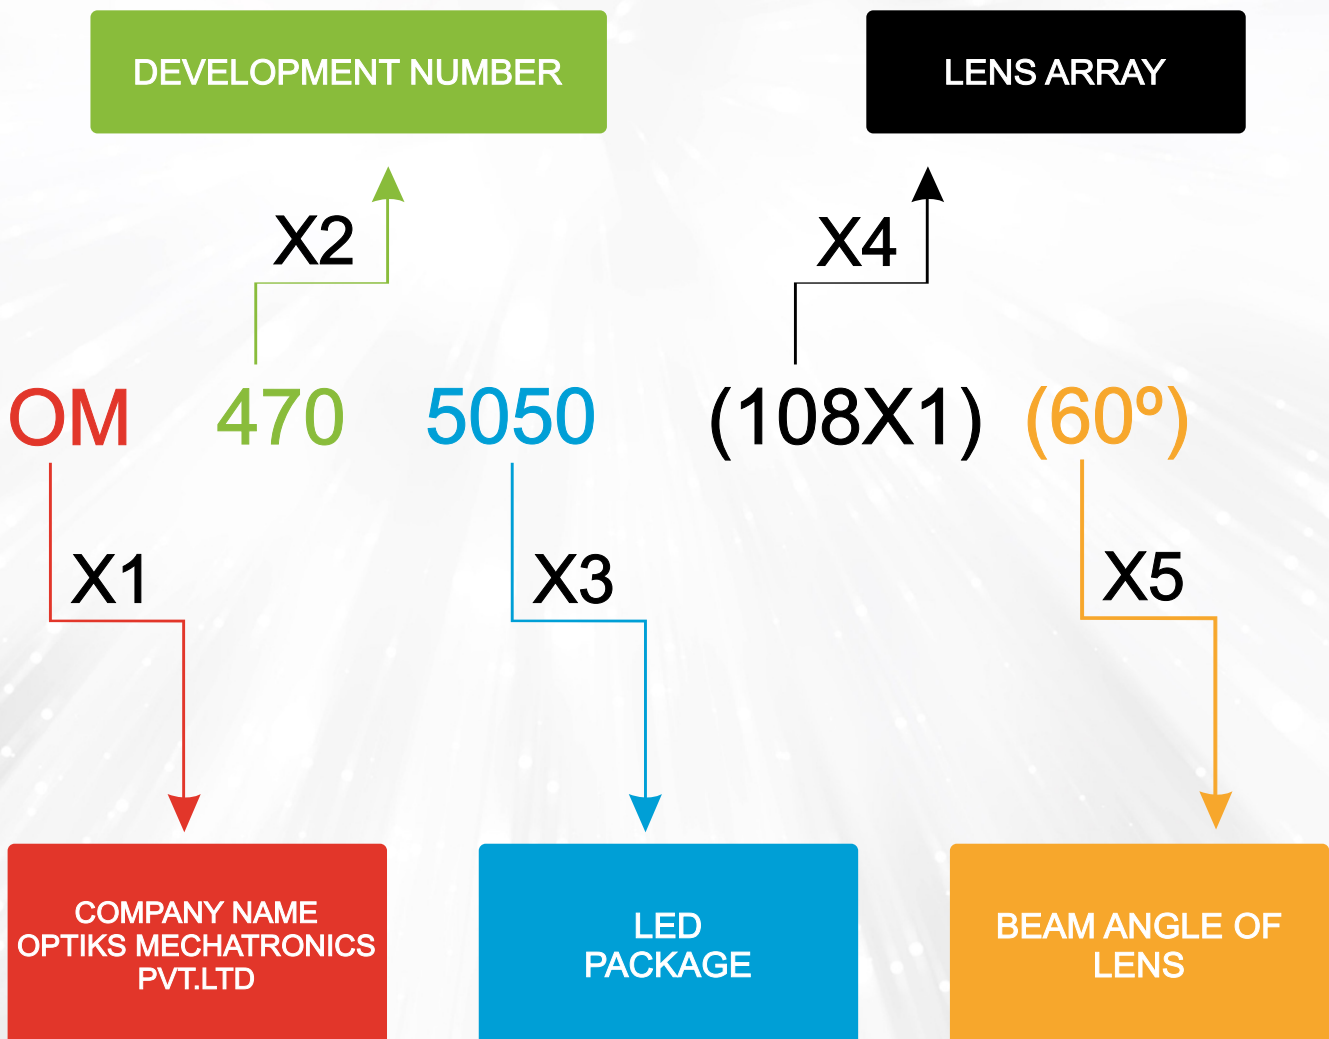 DEVELOPMENT NUMBER
LENS ARRAY
X2
X4
OM 470 5050 (108X1) (60º)
X1
X3
X5
COMPANY NAME
OPTIKS MECHATRONICS
PVT.LTD
LED
PACKAGE
BEAM ANGLE OF
LENS